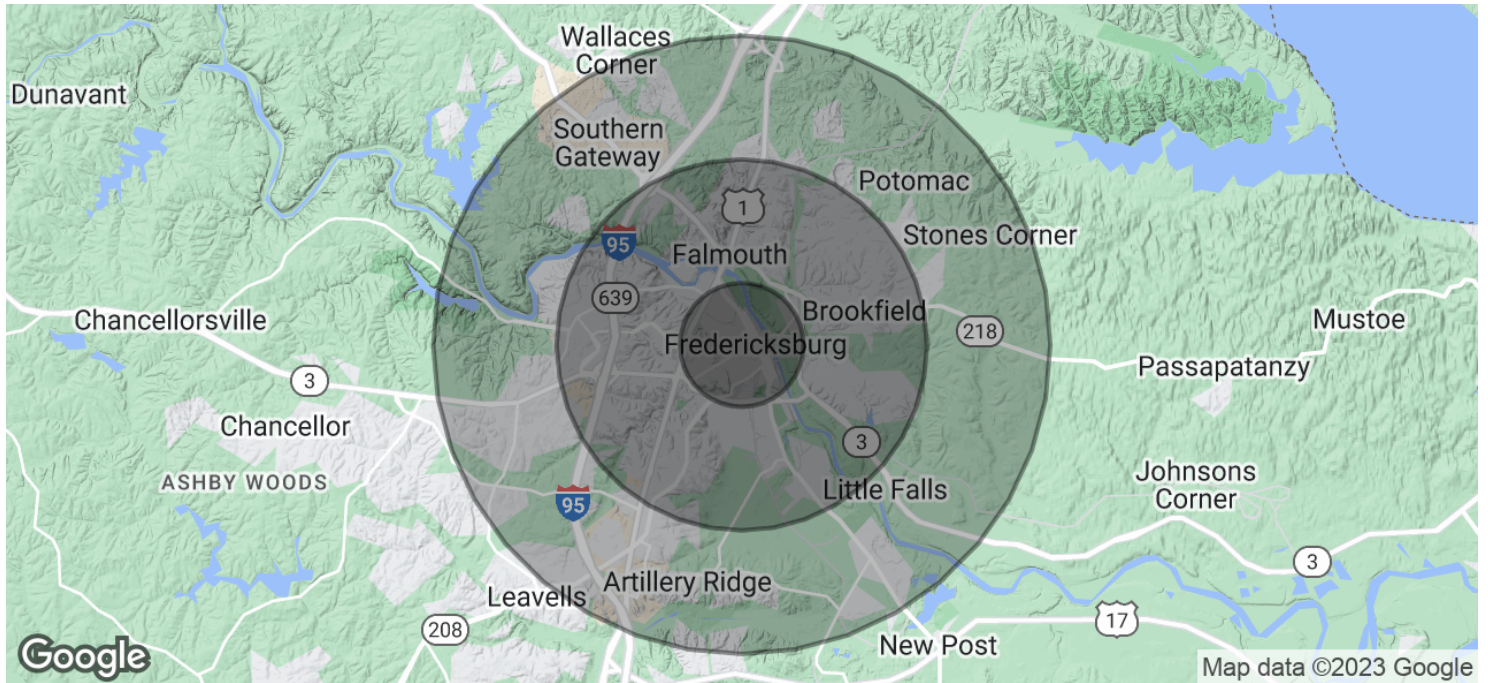 Wallaces
Corner
Dunavant
Southern
Gateway
Potomac
1
Stones Corner
95
Falmouth
639
Brookfield
Chancellorsville
Mustoe
218
Fredericksburg
Passapatanzy
3
Chancellor
3
ASHBY WOODS
Johnsons
Corner
Little Falls
95
3
Artillery Ridge
Leavells
17
208
New Post
Google
Map data ©2023 Google